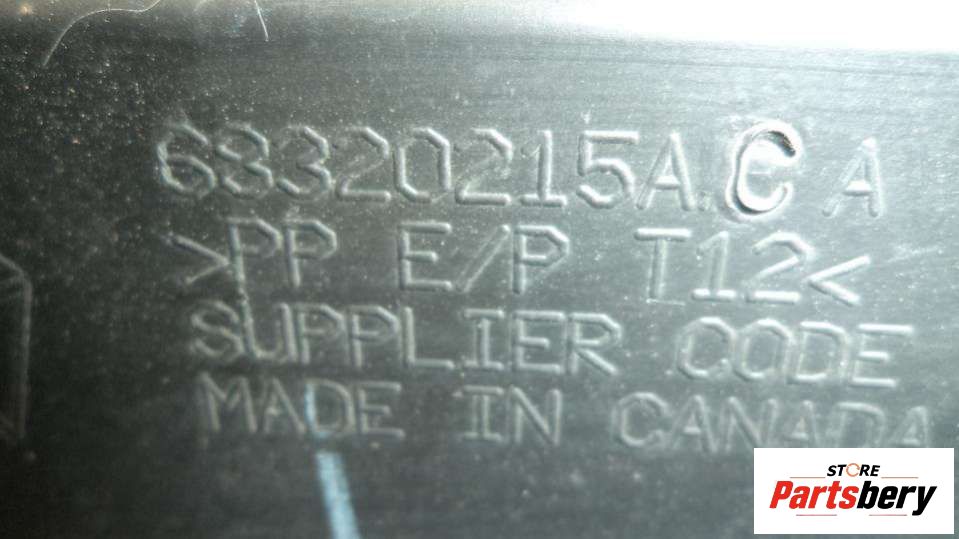 68320215A.C A
>PP E/P T12<
SUPPLIER CODE
MADE IN CANADA
STORE
Partsbery